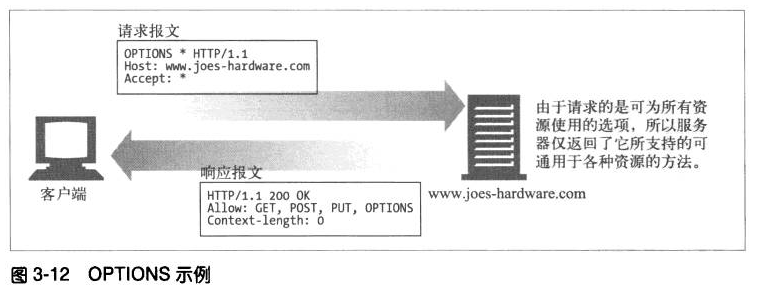 请求报文
OPTIONS * HTTP/1.1
Host: www.joes-hardware.com
Accept: *
由于请求的是可为所有资
源使用的选项，所以服务
器仅返回了它所支持的可
通用于各种资源的方法。
客户端
响应报文
HTTP/1.1 200 OK
Allow: GET, POST, PUT, OPTIONS
Context-length: 0
www.joes-hardware.com
图 3-12 OPTIONS 示例